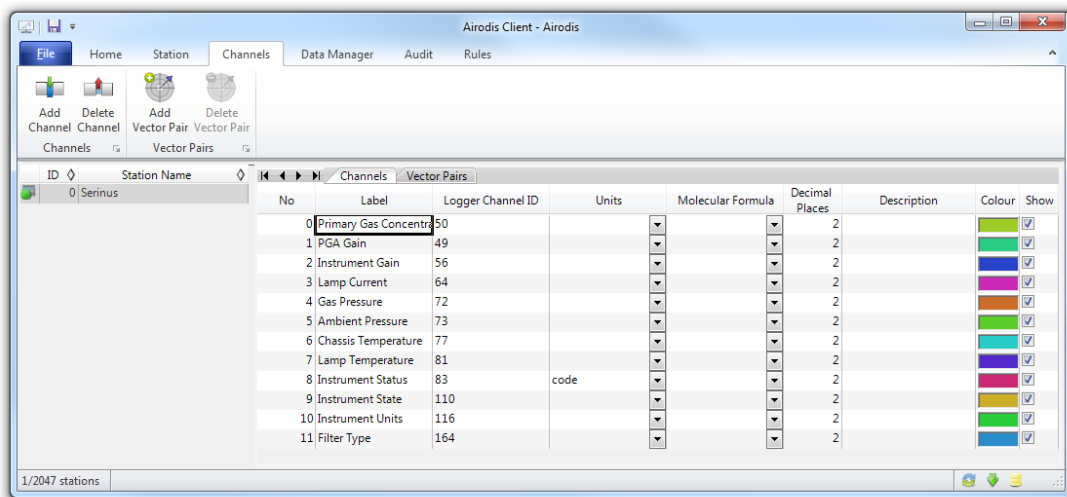 Airodis Client - Airodis
File Home Station Channels Data Manager Audit Rules
Add Channel Delete Channel Add Vector Pair Delete Vector Pair
Channels Vector Pairs
ID Station Name
0 Serinus
Channels Vector Pairs
No Label Logger Channel ID Units Molecular Formula Decimal Places Description Colour Show
0 Primary Gas Concentra 50 2
1 PGA Gain 49 2
2 Instrument Gain 56 2
3 Lamp Current 64 2
4 Gas Pressure 72 2
5 Ambient Pressure 73 2
6 Chassis Temperature 77 2
7 Lamp Temperature 81 2
8 Instrument Status 83 code 2
9 Instrument State 110 2
10 Instrument Units 116 2
11 Filter Type 164 2
1/2047 stations